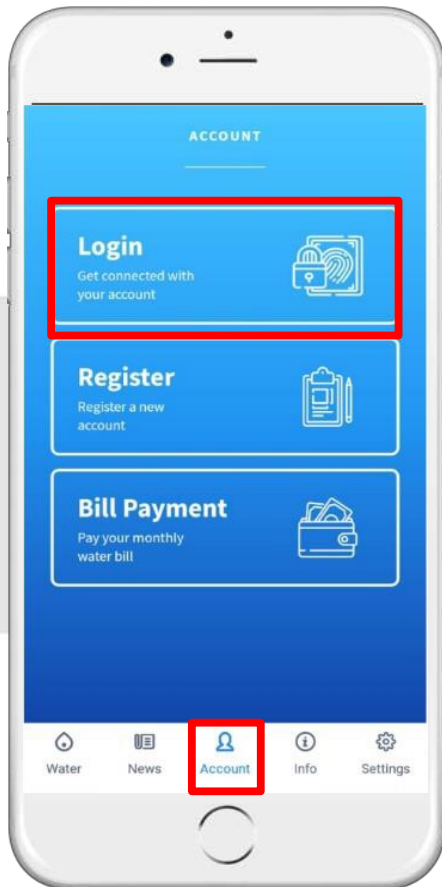 ACCOUNT
Login
Get connected with
your account
Register
Register a new
account
Bill Payment
Pay your monthly
water bill
Water News Account Info Settings